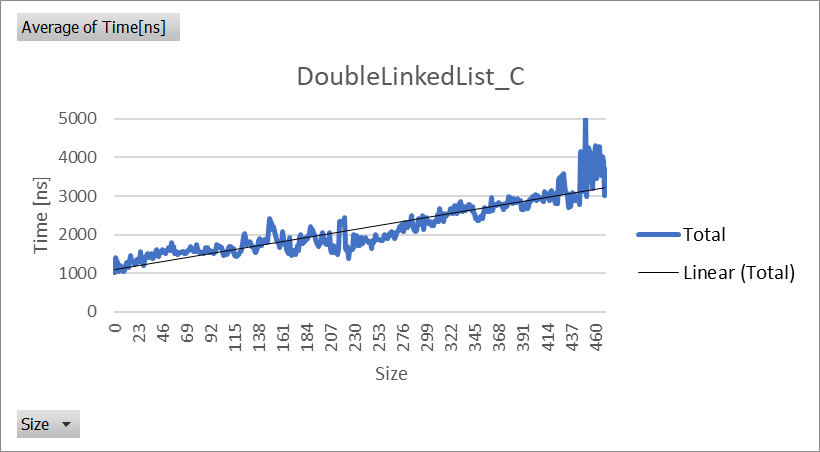 Average of Time[ns]
DoubleLinkedList_C
5000
4000
3000
2000
1000
0
Time [ns]
0 23 46 69 92 115 138 161 184 207 230 253 276 299 322 345 368 391 414 437 460
Size
Total
Linear (Total)
Size